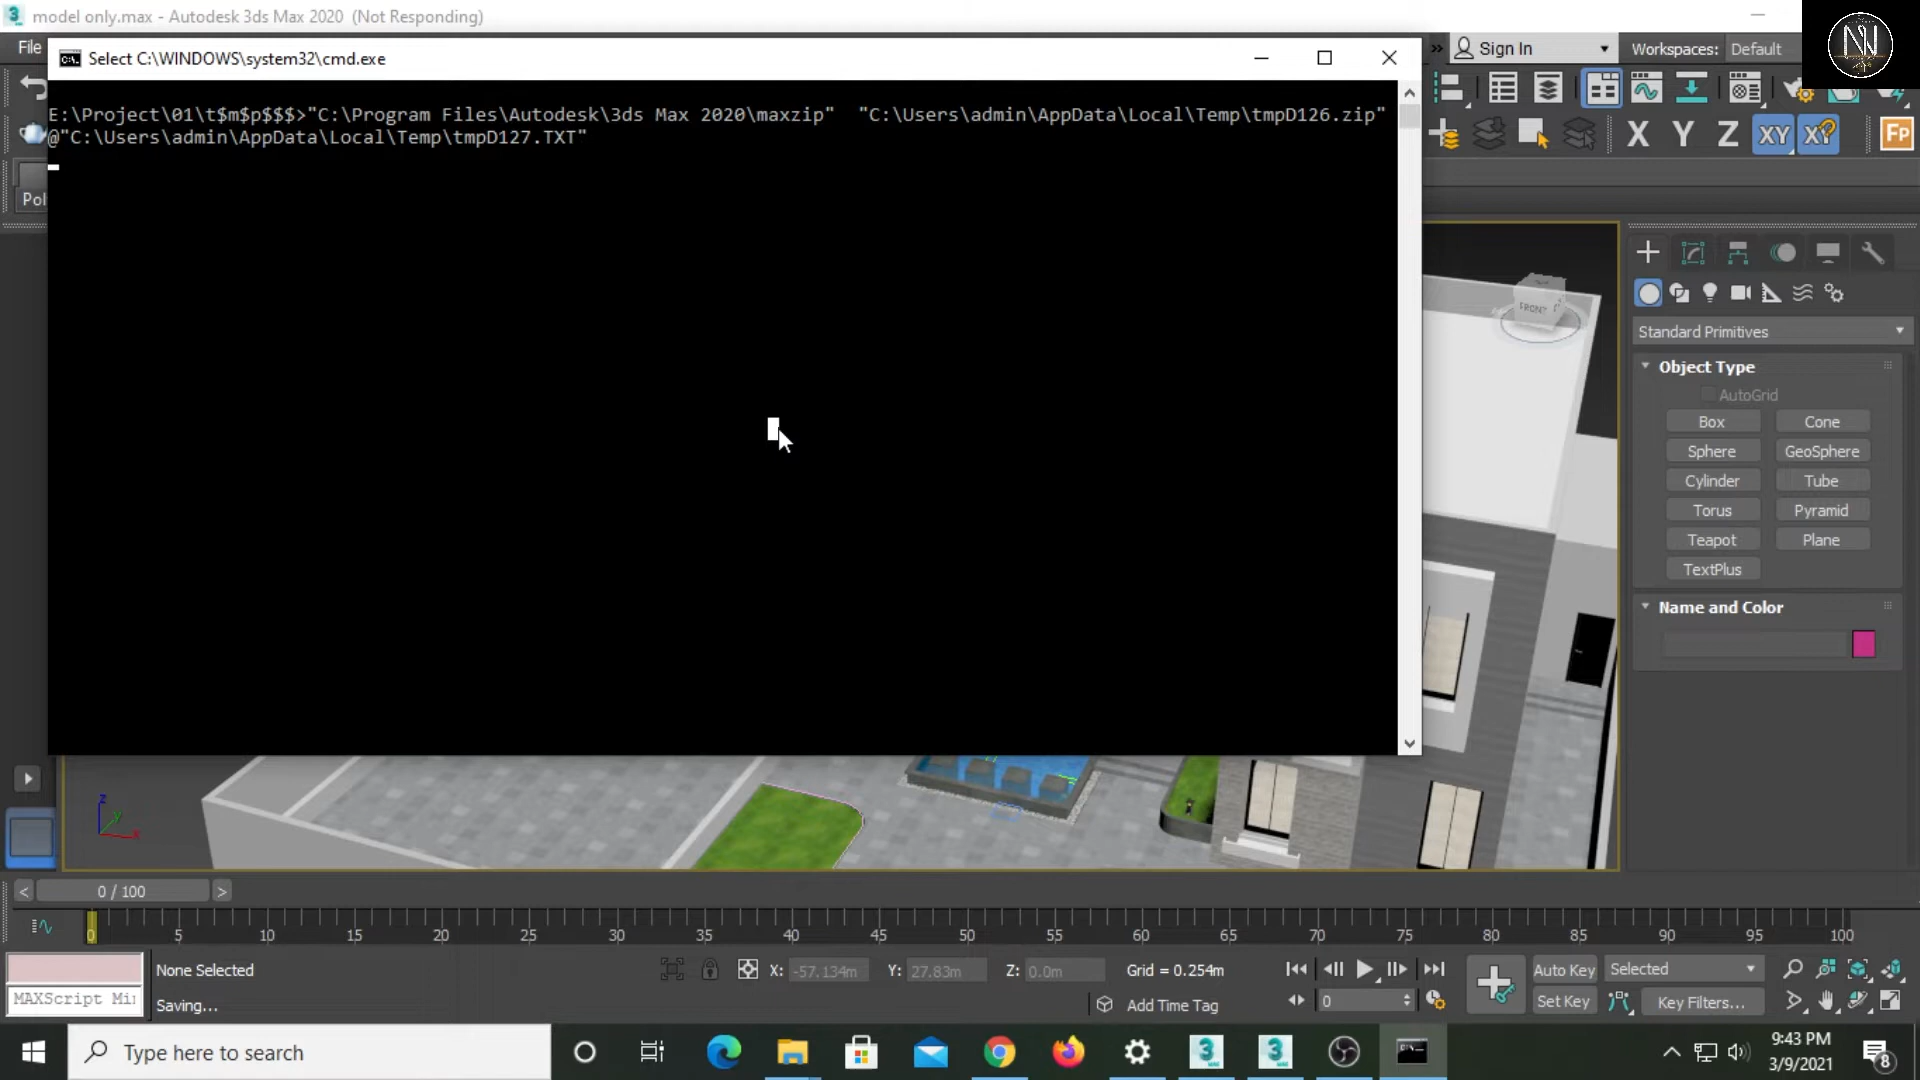 model only.max - Autodesk 3ds Max 2020 (Not Responding)
File
Select C:\WINDOWS\system32\cmd.exe
» Sign In
Workspaces: Default
E:\Project\01\t$m$p$$$>"C:\Program Files\Autodesk\3ds Max 2020\maxzip"  "C:\Users\admin\AppData\Local\Temp\tmpD126.zip"
@"C:\Users\admin\AppData\Local\Temp\tmpD127.TXT"
X Y Z XY X? Fp
Pol
FRONT
Standard Primitives
Object Type
AutoGrid
Box Cone
Sphere GeoSphere
Cylinder Tube
Torus Pyramid
Teapot Plane
TextPlus
Name and Color
z
y
x
< 0 / 100 >
0 5 10 15 20 25 30 35 40 45 50 55 60 65 70 75 80 85 90 95 100
None Selected
X: -57.134m Y: 27.83m Z: 0.0m Grid = 0.254m
Auto Key Selected
MAXScript Mi
Saving...
Add Time Tag
0
Set Key Key Filters...
Type here to search
9:43 PM
3/9/2021
8